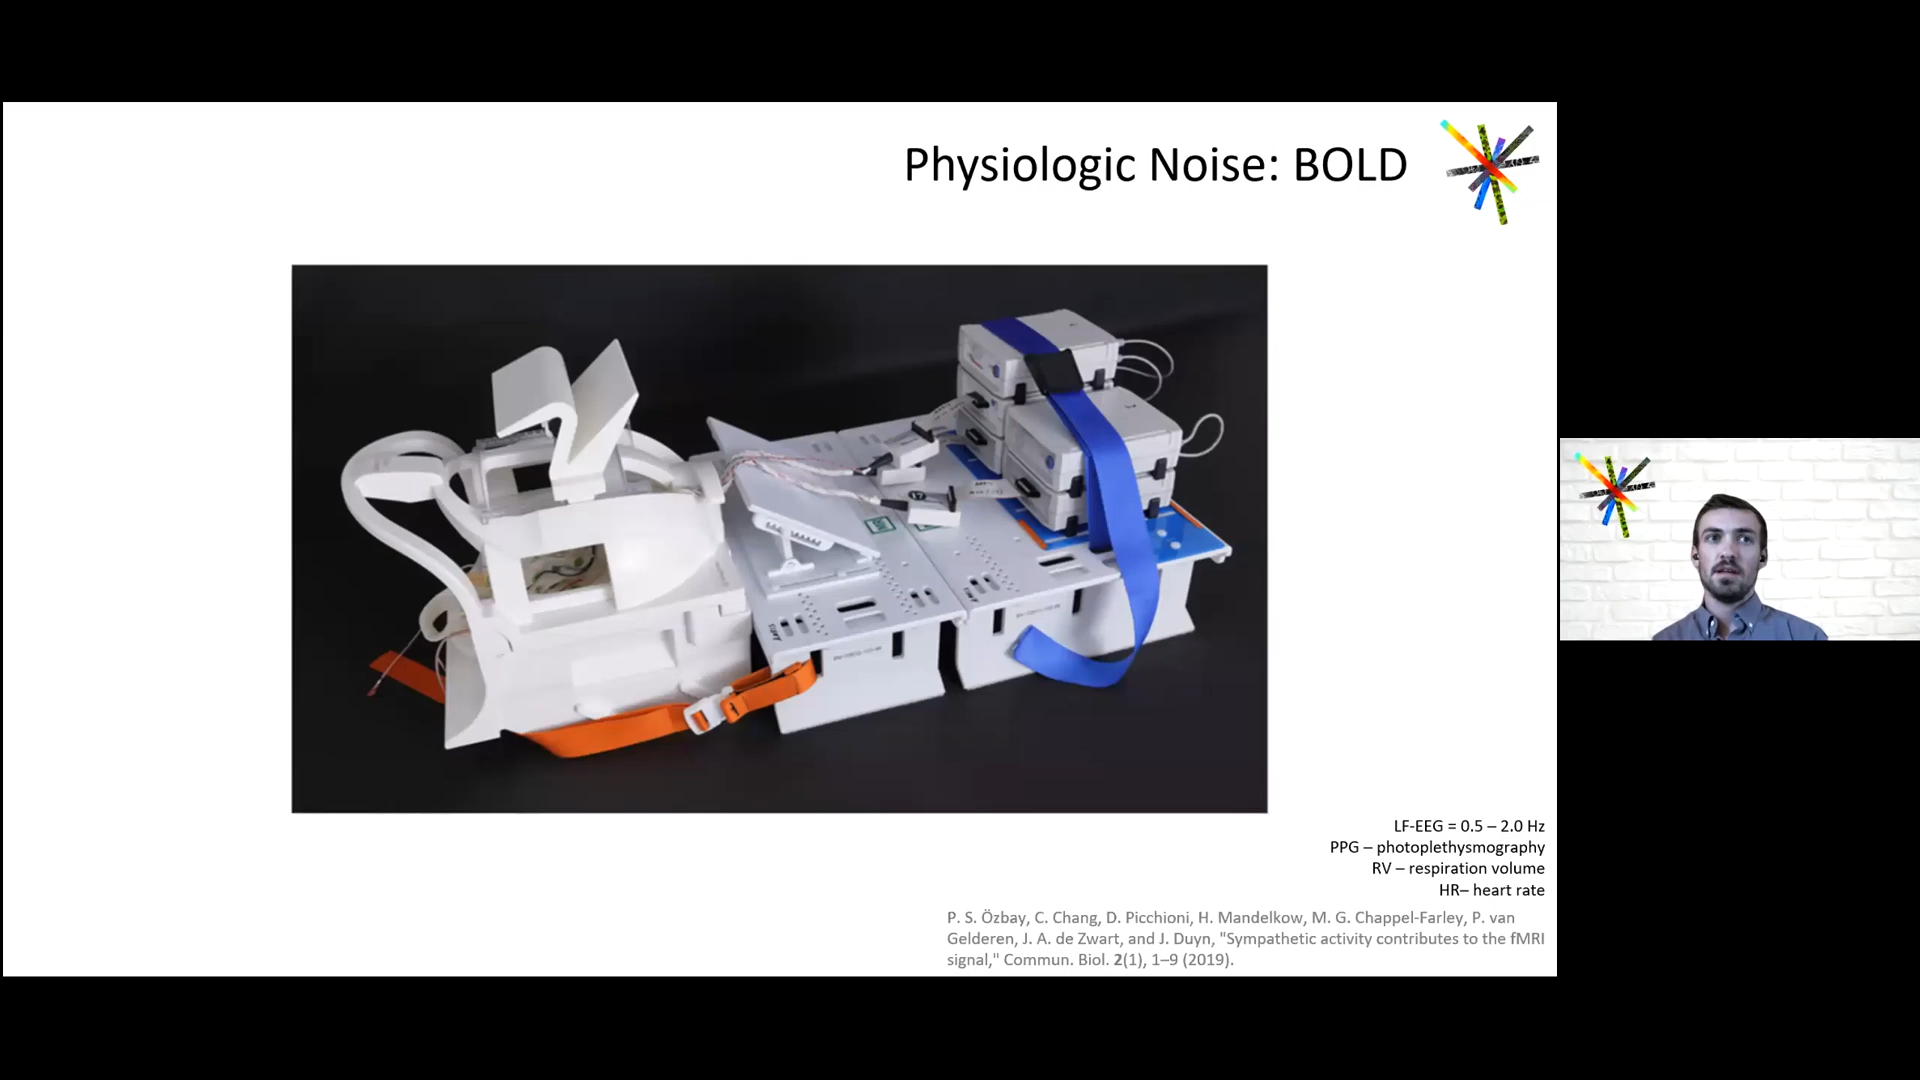 Physiologic Noise: BOLD
LF-EEG = 0.5 – 2.0 Hz
PPG – photoplethysmography
RV – respiration volume
HR– heart rate
P. S. Özbay, C. Chang, D. Picchioni, H. Mandelkow, M. G. Chappel-Farley, P. van
Gelderen, J. A. de Zwart, and J. Duyn, "Sympathetic activity contributes to the fMRI
signal," Commun. Biol. 2(1), 1–9 (2019).